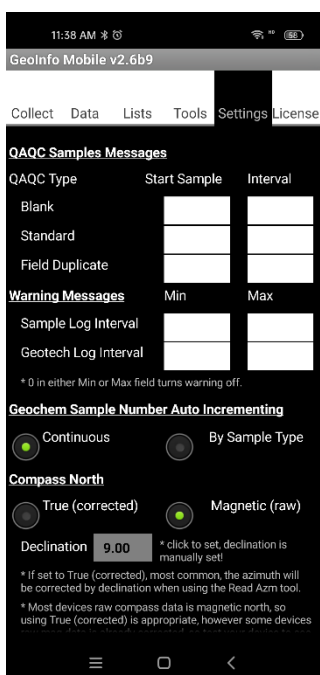 11:38 AM
58
GeoInfo Mobile v2.6b9
Collect Data Lists Tools Settings License
QAQC Samples Messages
QAQC Type Start Sample Interval
Blank
Standard
Field Duplicate
Warning Messages Min Max
Sample Log Interval
Geotech Log Interval
* 0 in either Min or Max field turns warning off.
Geochem Sample Number Auto Incrementing
Continuous By Sample Type
Compass North
True (corrected) Magnetic (raw)
Declination 9.00 * click to set, declination is
manually set!
* If set to True (corrected), most common, the azimuth will
be corrected by declination when using the Read Azm tool.
* Most devices raw compass data is magnetic north, so
using True (corrected) is appropriate, however some devices